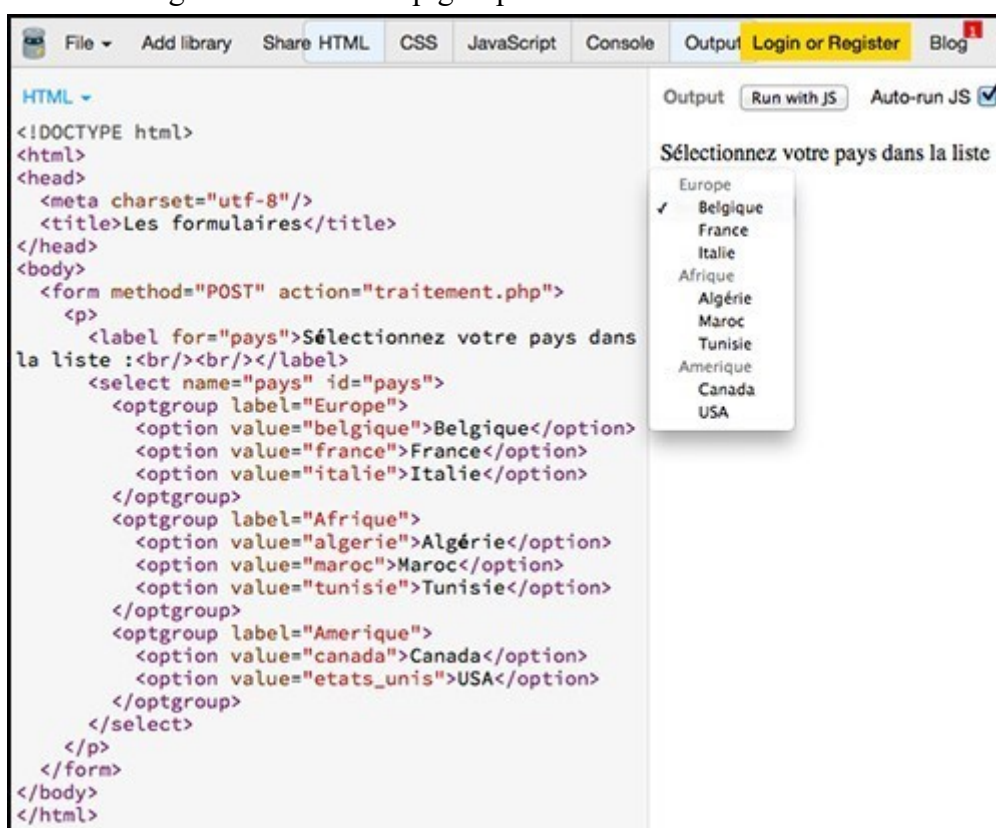 File Add library Share HTML CSS JavaScript Console Output Login or Register Blog 1
HTML
<!DOCTYPE html>
<html>
<head>
<meta charset="utf-8"/>
<title>Les formulaires</title>
</head>
<body>
<form method="POST" action="traitement.php">
<p>
<label for="pays">Sélectionnez votre pays dans
la liste :<br/><br/></label>
<select name="pays" id="pays">
<optgroup label="Europe">
<option value="belgique">Belgique</option>
<option value="france">France</option>
<option value="italie">Italie</option>
</optgroup>
<optgroup label="Afrique">
<option value="algerie">Algérie</option>
<option value="maroc">Maroc</option>
<option value="tunisie">Tunisie</option>
</optgroup>
<optgroup label="Amerique">
<option value="canada">Canada</option>
<option value="etats_unis">USA</option>
</optgroup>
</select>
</p>
</form>
</body>
</html>
Output Run with JS Auto-run JS
Sélectionnez votre pays dans la liste
Europe
✓ Belgique
France
Italie
Afrique
Algérie
Maroc
Tunisie
Amerique
Canada
USA